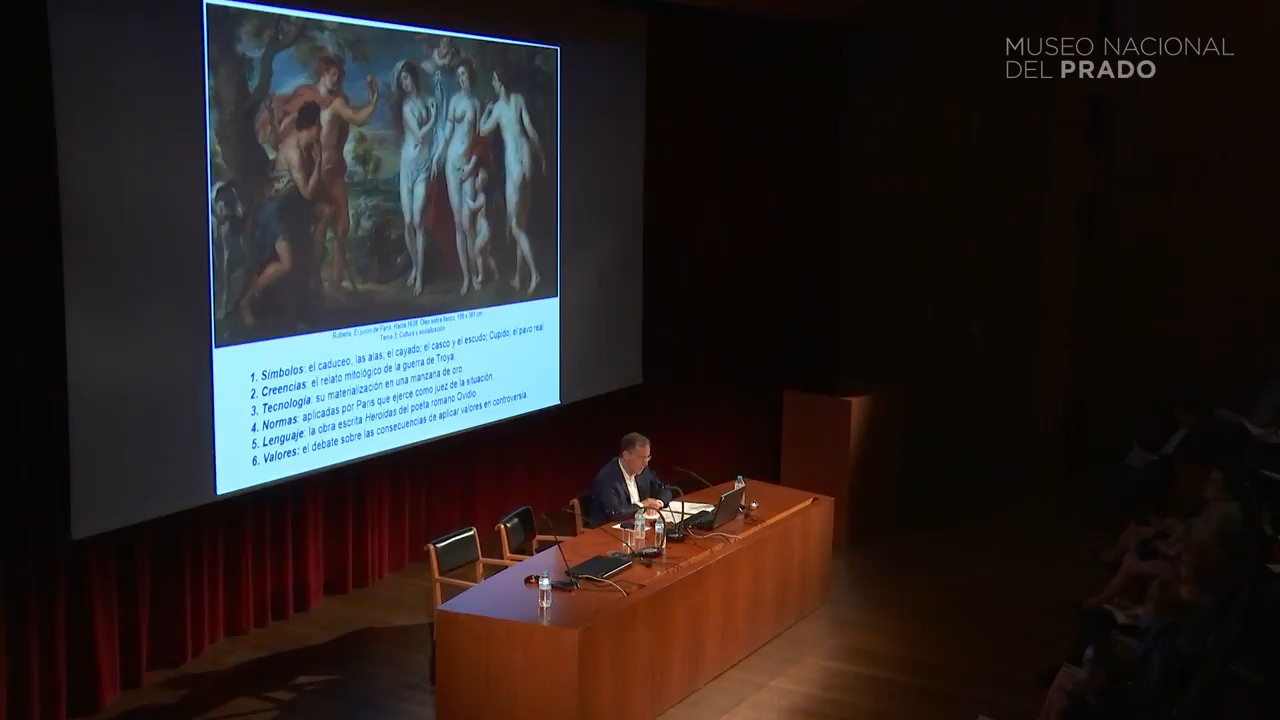 MUSEO NACIONAL
DEL PRADO
Rubens, El juicio de Paris. Hacia 1638. Óleo sobre lienzo, 199 x 381 cm
Tema 3: Cultura y socialización
1. Símbolos: el caduceo, las alas; el cayado; el casco y el escudo; Cupido; el pavo real
2. Creencias: el relato mitológico de la guerra de Troya.
3. Tecnología: su materialización en una manzana de oro.
4. Normas: aplicadas por Paris que ejerce como juez de la situación.
5. Lenguaje: la obra escrita Heroidas del poeta romano Ovidio
6. Valores: el debate sobre las consecuencias de aplicar valores en controversia.